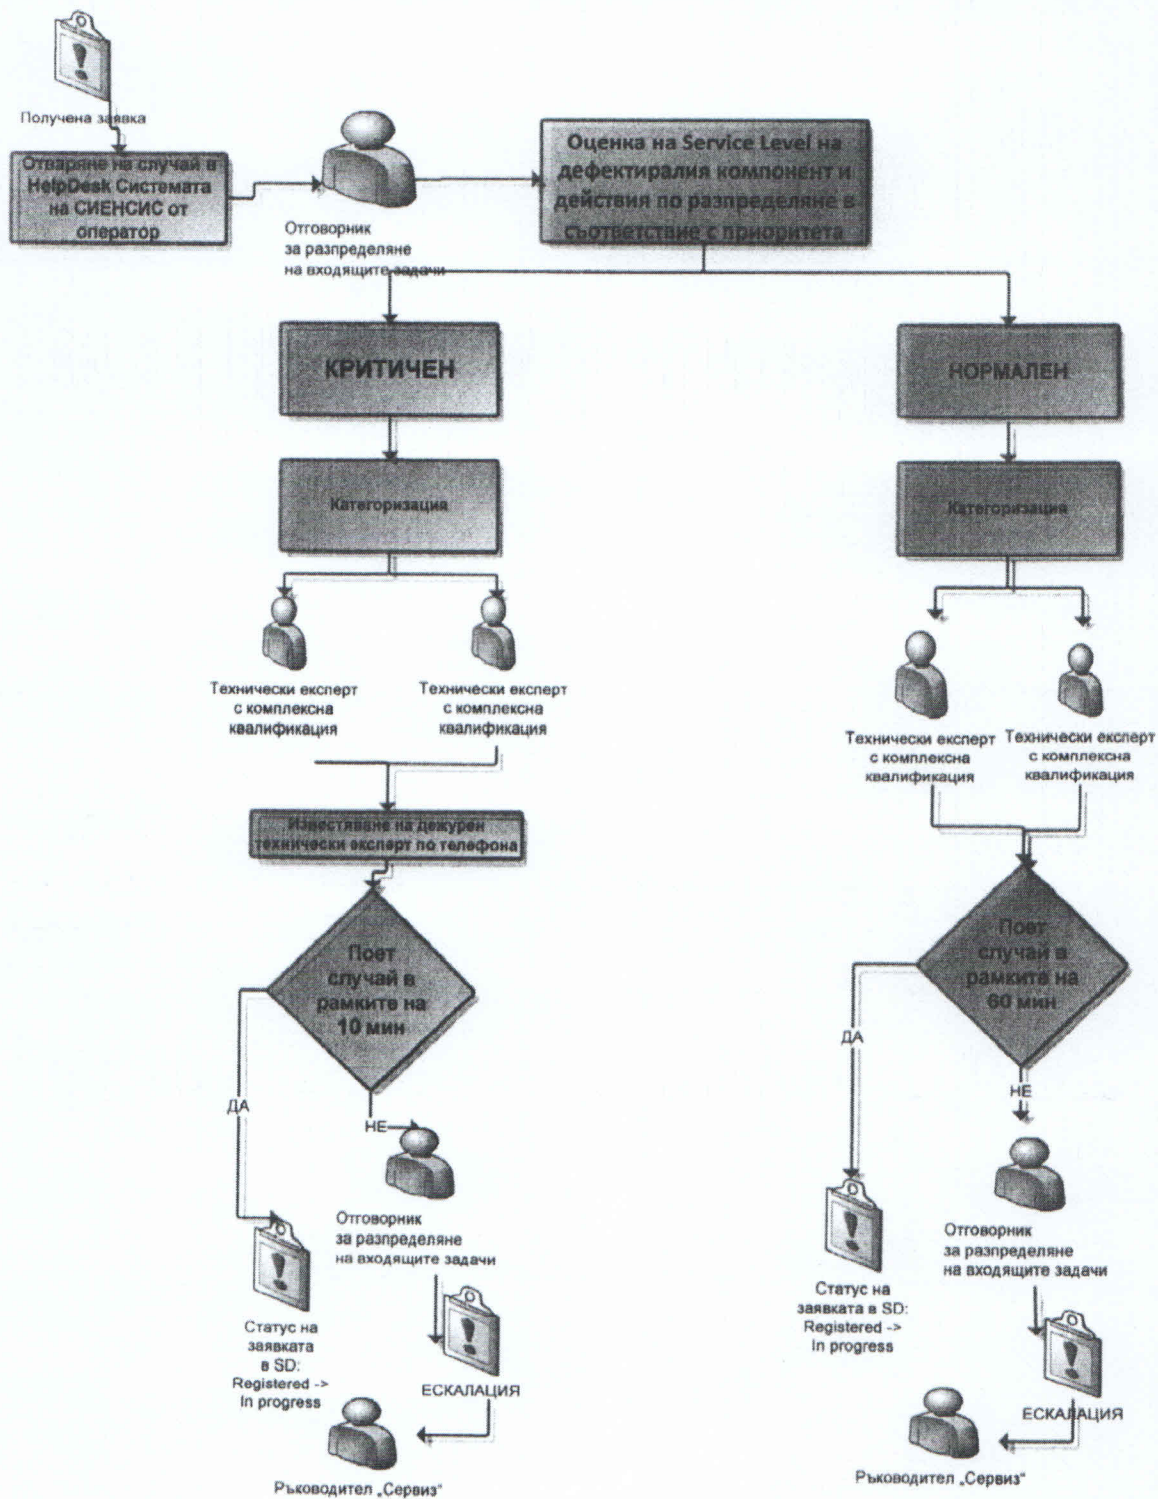 Получена заявка
Отваряне на случай в
HelpDesk Системата
на СИЕНСИС от
оператор
Отговорник
за разпределяне
на входящите задачи
Оценка на Service Level на
дефектиралия компонент и
действия по разпределяне в
съответствие с приоритета
КРИТИЧЕН
НОРМАЛЕН
Категоризация
Категоризация
Технически експерт
с комплексна
квалификация
Технически експерт
с комплексна
квалификация
Технически експерт
с комплексна
квалификация
Технически експерт
с комплексна
квалификация
Известяване на дежурен
технически експерт по телефона
Поет
случай в
рамките на
10 мин
Поет
случай в
рамките на
60 мин
ДА
НЕ
ДА
НЕ
Отговорник
за разпределяне
на входящите задачи
Статус на
заявката
в SD:
Registered ->
In progress
ЕСКАЛАЦИЯ
Ръководител „Сервиз"
Отговорник
за разпределяне
на входящите задачи
Статус на
заявката в SD:
Registered ->
In progress
ЕСКАЛАЦИЯ
Ръководител „Сервиз"